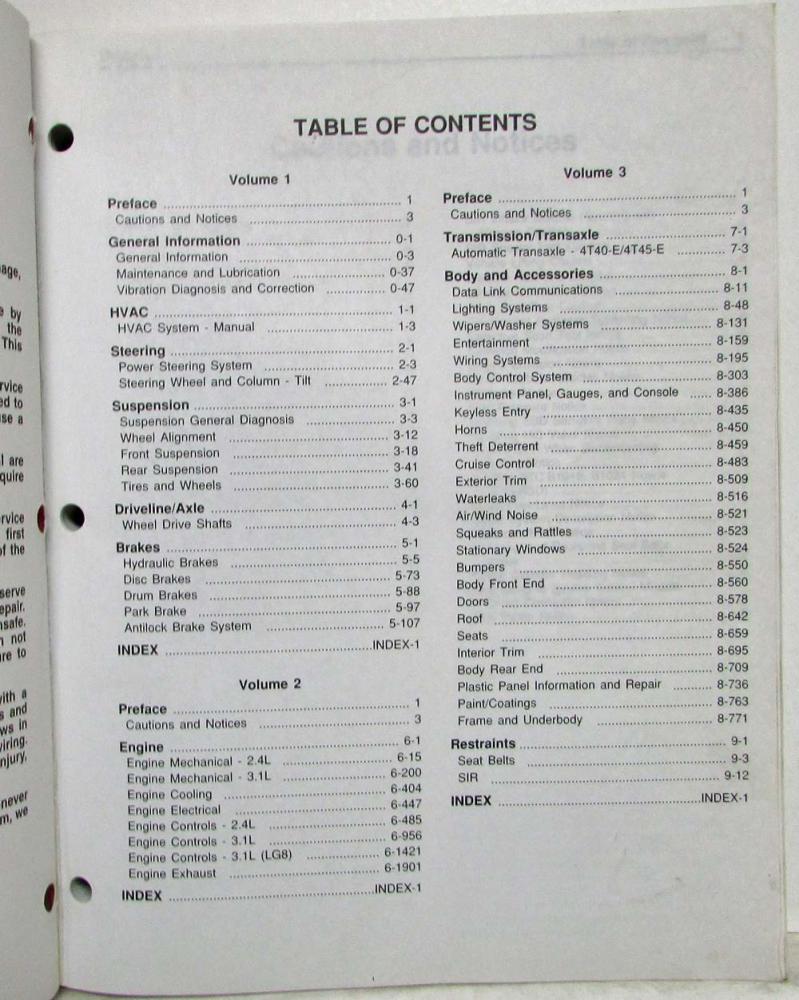 TABLE OF CONTENTS
Volume 1
Preface ........ 1
Cautions and Notices ........ 3
General Information ........ 0-1
General Information ........ 0-3
Maintenance and Lubrication ........ 0-37
Vibration Diagnosis and Correction ........ 0-47
HVAC ........ 1-1
HVAC System - Manual ........ 1-3
Steering ........ 2-1
Power Steering System ........ 2-3
Steering Wheel and Column - Tilt ........ 2-47
Suspension ........ 3-1
Suspension General Diagnosis ........ 3-3
Wheel Alignment ........ 3-12
Front Suspension ........ 3-18
Rear Suspension ........ 3-41
Tires and Wheels ........ 3-60
Driveline/Axle ........ 4-1
Wheel Drive Shafts ........ 4-3
Brakes ........ 5-1
Hydraulic Brakes ........ 5-5
Disc Brakes ........ 5-73
Drum Brakes ........ 5-88
Park Brake ........ 5-97
Antilock Brake System ........ 5-107
INDEX ........ INDEX-1
Volume 2
Preface ........ 1
Cautions and Notices ........ 3
Engine ........ 6-1
Engine Mechanical - 2.4L ........ 6-15
Engine Mechanical - 3.1L ........ 6-200
Engine Cooling ........ 6-404
Engine Electrical ........ 6-447
Engine Controls - 2.4L ........ 6-485
Engine Controls - 3.1L ........ 6-956
Engine Controls - 3.1L (LG8) ........ 6-1421
Engine Exhaust ........ 6-1901
INDEX ........ INDEX-1
Volume 3
Preface ........ 1
Cautions and Notices ........ 3
Transmission/Transaxle ........ 7-1
Automatic Transaxle - 4T40-E/4T45-E ........ 7-3
Body and Accessories ........ 8-1
Data Link Communications ........ 8-11
Lighting Systems ........ 8-48
Wipers/Washer Systems ........ 8-131
Entertainment ........ 8-159
Wiring Systems ........ 8-195
Body Control System ........ 8-303
Instrument Panel, Gauges, and Console ...... 8-386
Keyless Entry ........ 8-435
Horns ........ 8-450
Theft Deterrent ........ 8-459
Cruise Control ........ 8-483
Exterior Trim ........ 8-509
Waterleaks ........ 8-516
Air/Wind Noise ........ 8-521
Squeaks and Rattles ........ 8-523
Stationary Windows ........ 8-524
Bumpers ........ 8-550
Body Front End ........ 8-560
Doors ........ 8-578
Roof ........ 8-642
Seats ........ 8-659
Interior Trim ........ 8-695
Body Rear End ........ 8-709
Plastic Panel Information and Repair ........ 8-736
Paint/Coatings ........ 8-763
Frame and Underbody ........ 8-771
Restraints ........ 9-1
Seat Belts ........ 9-3
SIR ........ 9-12
INDEX ........ INDEX-1